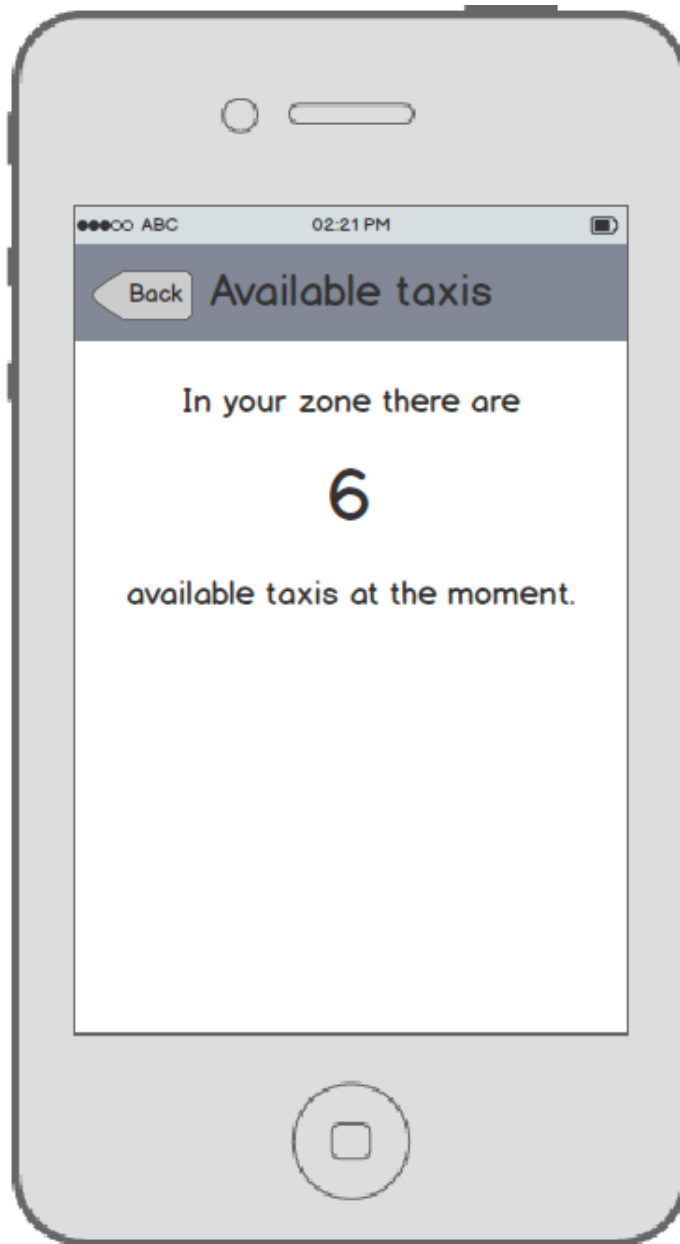 ABC 02:21 PM
Back Available taxis
In your zone there are
6
available taxis at the moment.